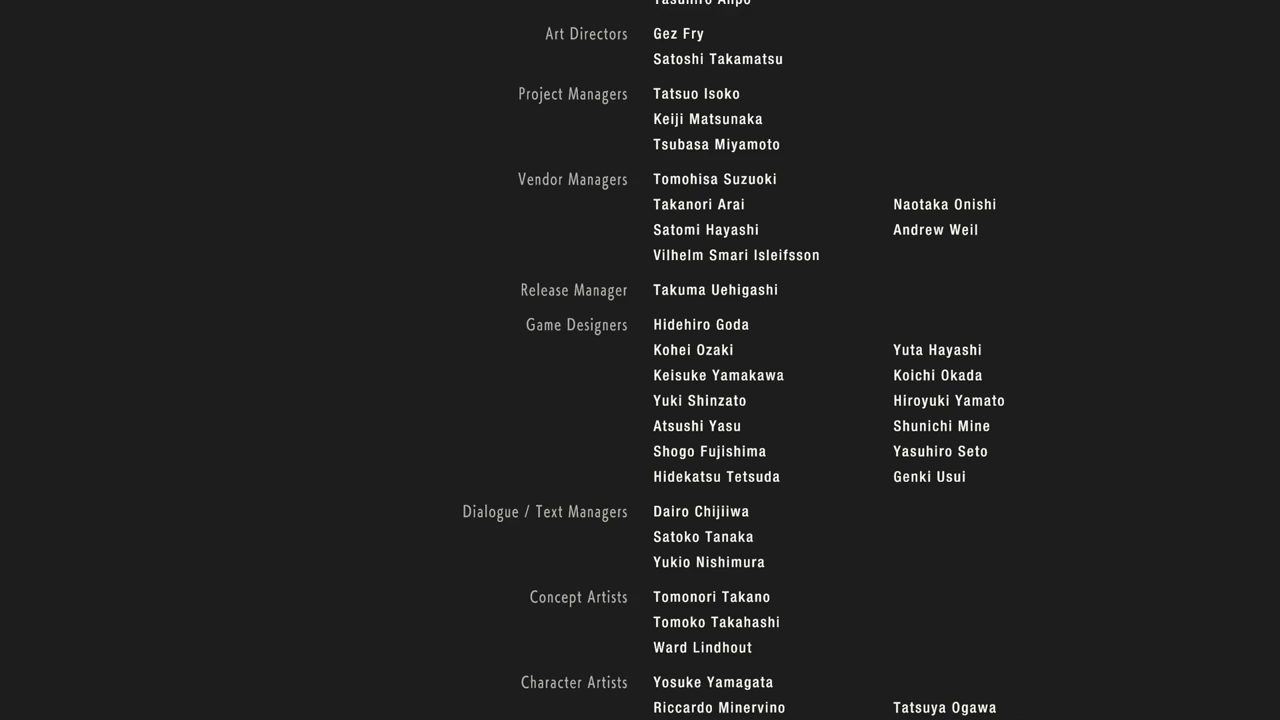 Art Directors Gez Fry
Satoshi Takamatsu
Project Managers Tatsuo Isoko
Keiji Matsunaka
Tsubasa Miyamoto
Vendor Managers Tomohisa Suzuoki
Takanori Arai Naotaka Onishi
Satomi Hayashi Andrew Weil
Vilhelm Smari Isleifsson
Release Manager Takuma Uehigashi
Game Designers Hidehiro Goda
Kohei Ozaki Yuta Hayashi
Keisuke Yamakawa Koichi Okada
Yuki Shinzato Hiroyuki Yamato
Atsushi Yasu Shunichi Mine
Shogo Fujishima Yasuhiro Seto
Hidekatsu Tetsuda Genki Usui
Dialogue / Text Managers Dairo Chijiiwa
Satoko Tanaka
Yukio Nishimura
Concept Artists Tomonori Takano
Tomoko Takahashi
Ward Lindhout
Character Artists Yosuke Yamagata
Riccardo Minervino Tatsuya Ogawa